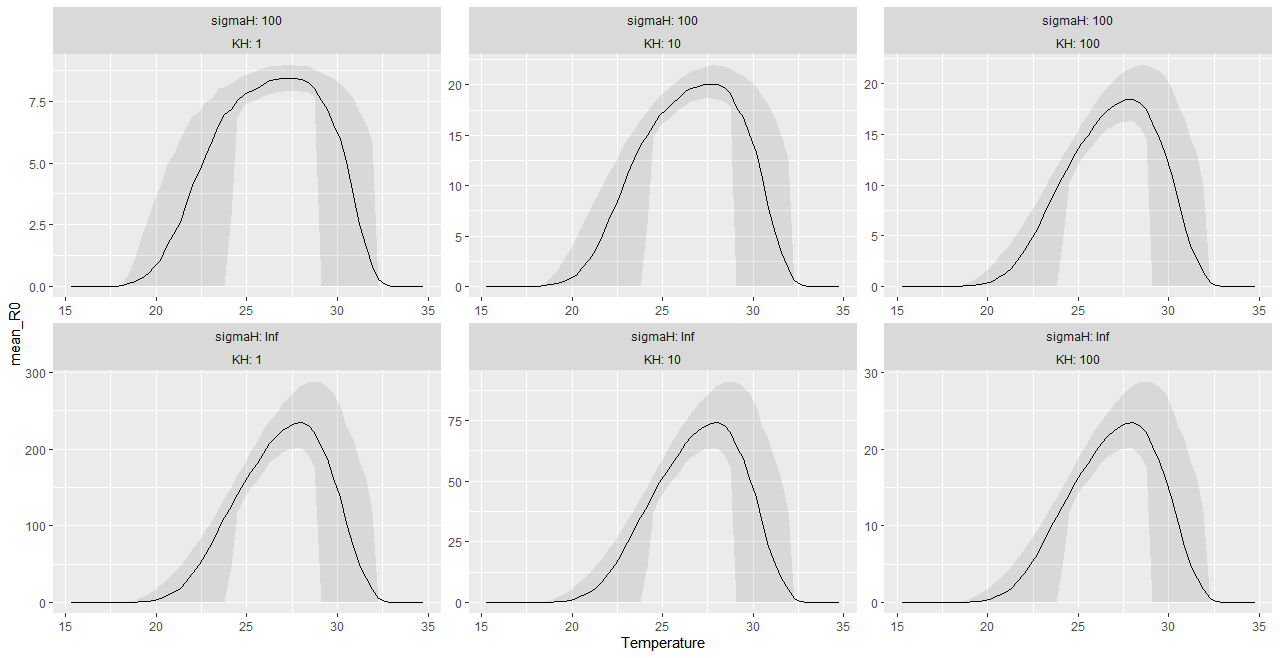 sigmaH: 100
KH: 1
sigmaH: 100
KH: 10
sigmaH: 100
KH: 100
7.5
5.0
2.5
0.0
15 20 25 30 35
20
15
10
5
0
15 20 25 30 35
20
15
10
5
0
15 20 25 30 35
mean_R0
sigmaH: Inf
KH: 1
sigmaH: Inf
KH: 10
sigmaH: Inf
KH: 100
300
200
100
0
15 20 25 30 35
75
50
25
0
15 20 25 30 35
30
20
10
0
15 20 25 30 35
Temperature